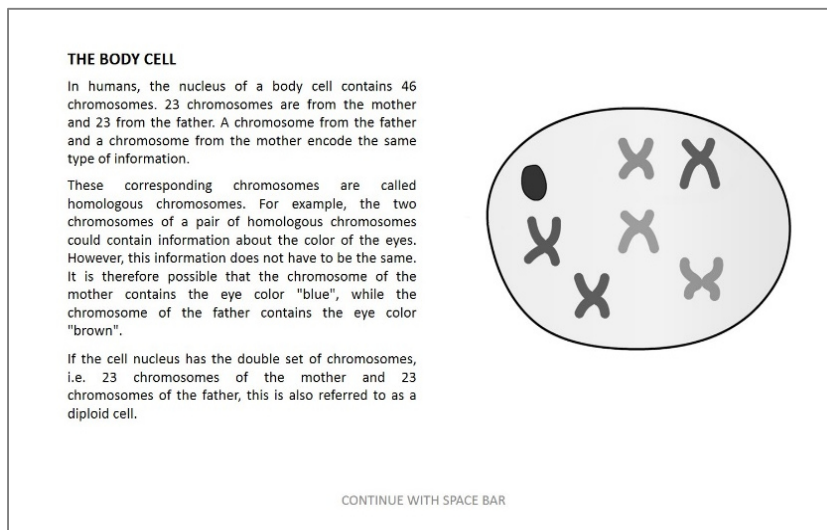 THE BODY CELL
In humans, the nucleus of a body cell contains 46
chromosomes. 23 chromosomes are from the mother
and 23 from the father. A chromosome from the father
and a chromosome from the mother encode the same
type of information.
These corresponding chromosomes are called
homologous chromosomes. For example, the two
chromosomes of a pair of homologous chromosomes
could contain information about the color of the eyes.
However, this information does not have to be the same.
It is therefore possible that the chromosome of the
mother contains the eye color "blue", while the
chromosome of the father contains the eye color
"brown".
If the cell nucleus has the double set of chromosomes,
i.e. 23 chromosomes of the mother and 23
chromosomes of the father, this is also referred to as a
diploid cell.
CONTINUE WITH SPACE BAR